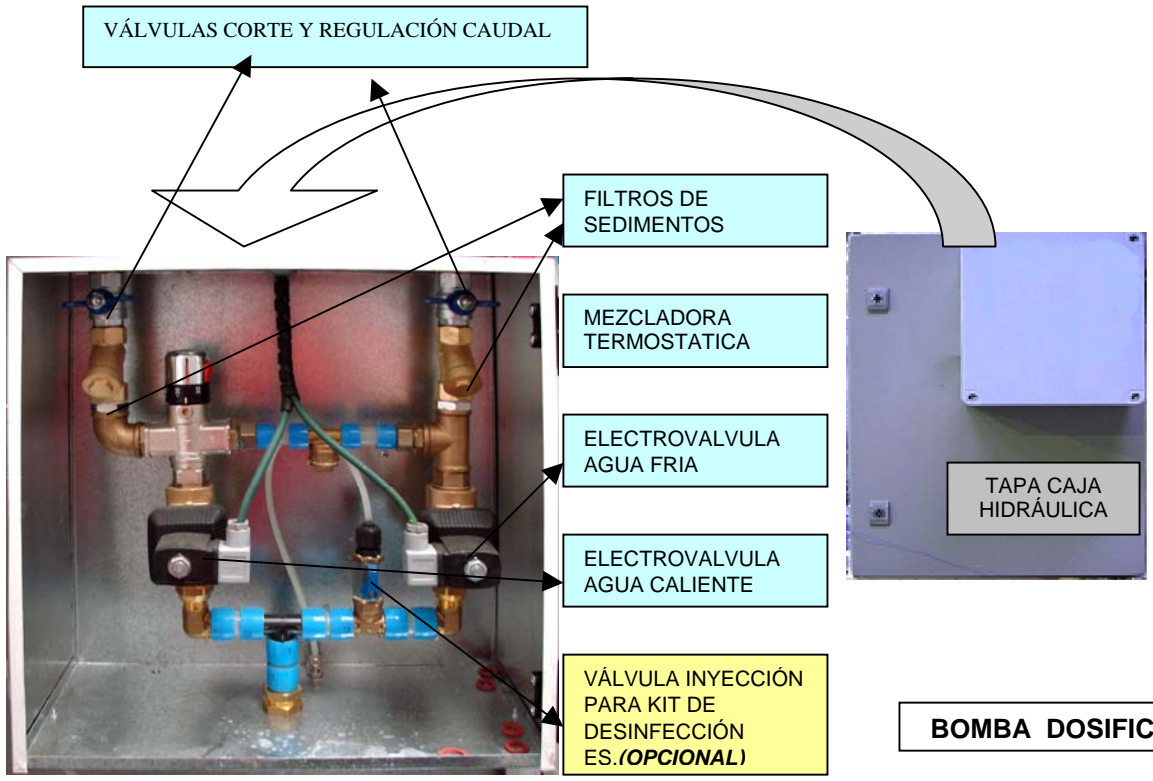 VÁLVULAS CORTE Y REGULACIÓN CAUDAL
FILTROS DE
SEDIMENTOS
MEZCLADORA
TERMOSTATICA
ELECTROVALVULA
AGUA FRIA
ELECTROVALVULA
AGUA CALIENTE
VÁLVULA INYECCIÓN
PARA KIT DE
DESINFECCIÓN
ES.(OPCIONAL)
TAPA CAJA
HIDRÁULICA
BOMBA DOSIFIC